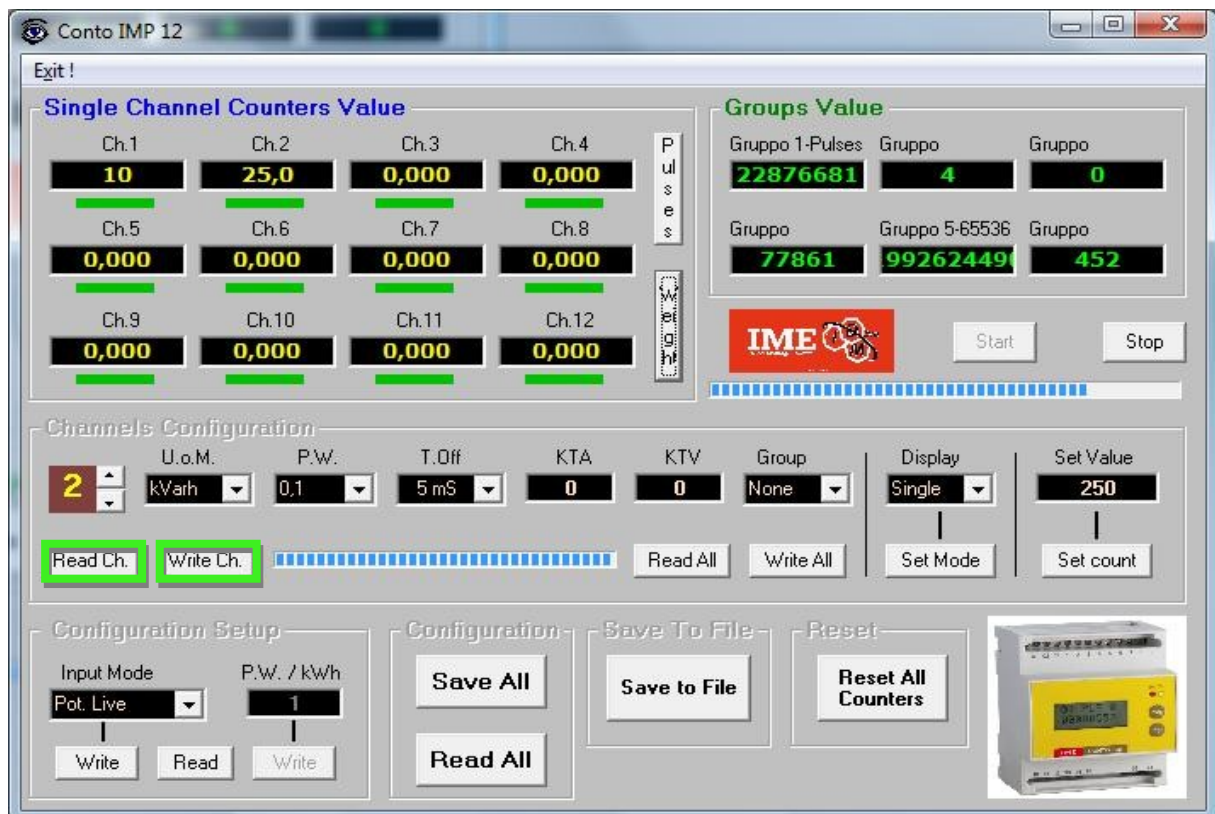 Conto IMP 12
Exit !
Single Channel Counters Value
Ch.1 Ch.2 Ch.3 Ch.4
10 25,0 0,000 0,000
Ch.5 Ch.6 Ch.7 Ch.8
0,000 0,000 0,000 0,000
Ch.9 Ch.10 Ch.11 Ch.12
0,000 0,000 0,000 0,000
Pulses
Weight
Groups Value
Gruppo 1-Pulses Gruppo Gruppo
22876681 4 0
Gruppo Gruppo 5-65536 Gruppo
77861 .99262449 452
IME
Start Stop
Channels Configuration
U.o.M. P.W. T.Off KTA KTV Group Display Set Value
2 kVarh 0,1 5 mS 0 0 None Single 250
Read Ch. Write Ch. Read All Write All Set Mode Set count
Configuration Setup
Input Mode P.W. / kWh
Pot. Live 1
Write Read Write
Configuration
Save All
Read All
Save To File
Save to File
Reset
Reset All
Counters
IME